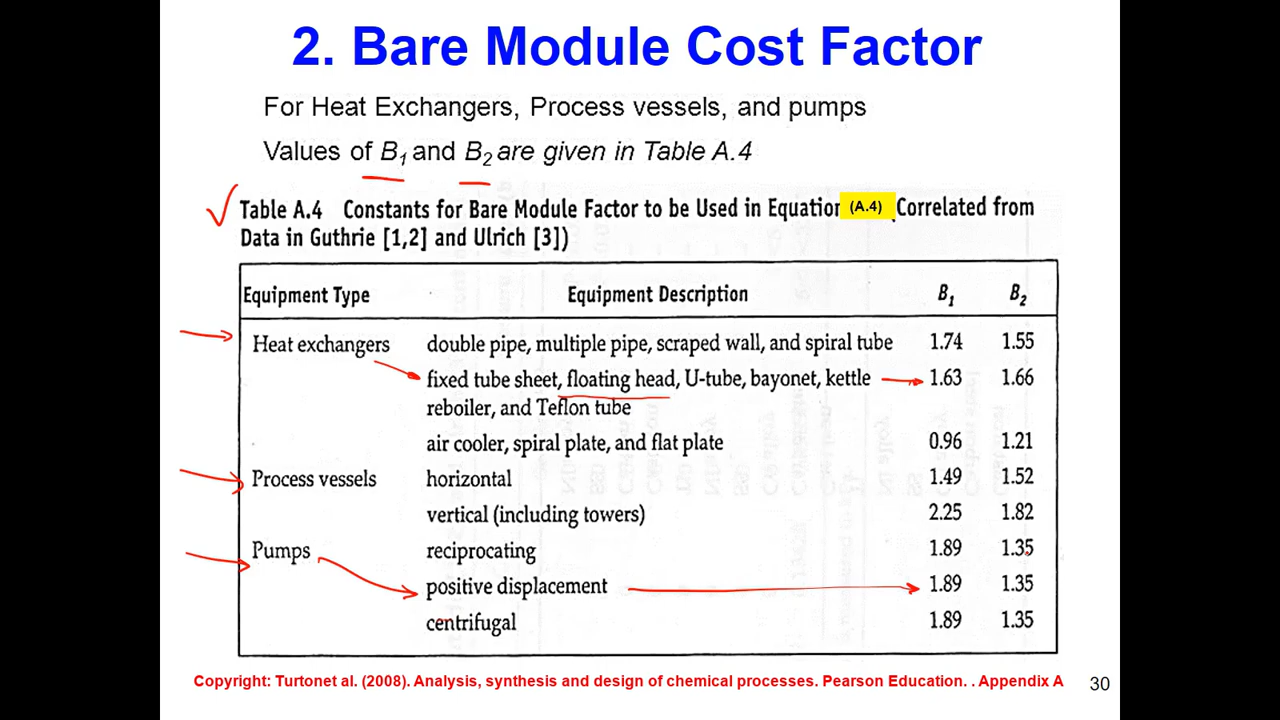 2. Bare Module Cost Factor
For Heat Exchangers, Process vessels, and pumps
Values of B1 and B2 are given in Table A.4
Table A.4 Constants for Bare Module Factor to be Used in Equation (A.4) (Correlated from
Data in Guthrie [1,2] and Ulrich [3])
Equipment Type Equipment Description B1 B2
Heat exchangers double pipe, multiple pipe, scraped wall, and spiral tube 1.74 1.55
fixed tube sheet, floating head, U-tube, bayonet, kettle 1.63 1.66
reboiler, and Teflon tube
air cooler, spiral plate, and flat plate 0.96 1.21
Process vessels horizontal 1.49 1.52
vertical (including towers) 2.25 1.82
Pumps reciprocating 1.89 1.35
positive displacement 1.89 1.35
centrifugal 1.89 1.35
Copyright: Turtonet al. (2008). Analysis, synthesis and design of chemical processes. Pearson Education. . Appendix A 30